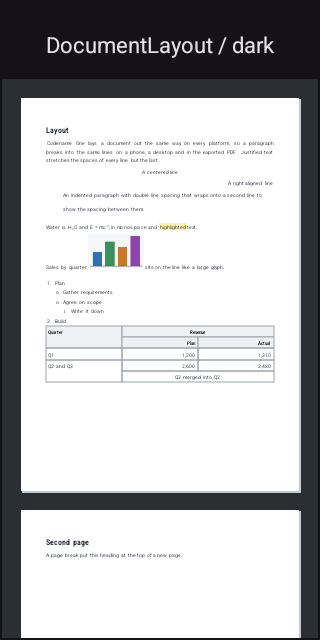 DocumentLayout / dark
Layout
Codename One lays a document out the same way on every platform, so a paragraph
breaks into the same lines on a phone, a desktop and in the exported PDF. Justified text
stretches the spaces of every line but the last.
A centered line
A right aligned line
An indented paragraph with double line spacing that wraps onto a second line to
show the spacing between them.
Water is H₂O and E = mc², in monospace and highlighted text.
Sales by quarter sits on the line like a large glyph.
1. Plan
o Gather requirements
o Agree on scope
i. Write it down
2. Build
Quarter Revenue
Plan Actual
Q1 1,200 1,310
Q2 and Q3 2,600 2,480
Q3 merged into Q2
Second page
A page break put this heading at the top of a new page.